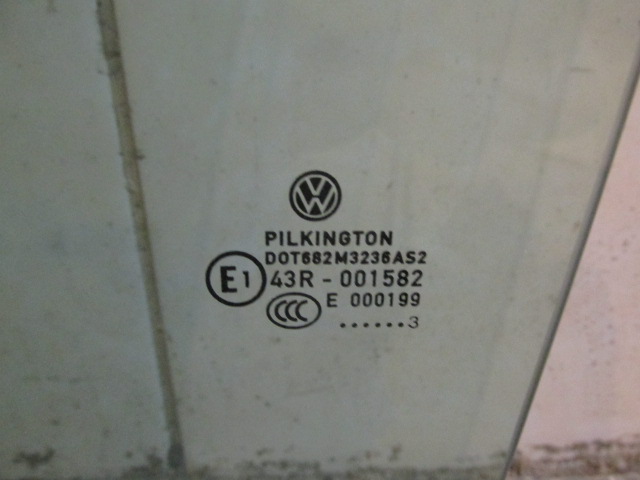 VW
PILKINGTON
DOT682M3236AS2
E1 43R - 001582
CCC E 000199
......3